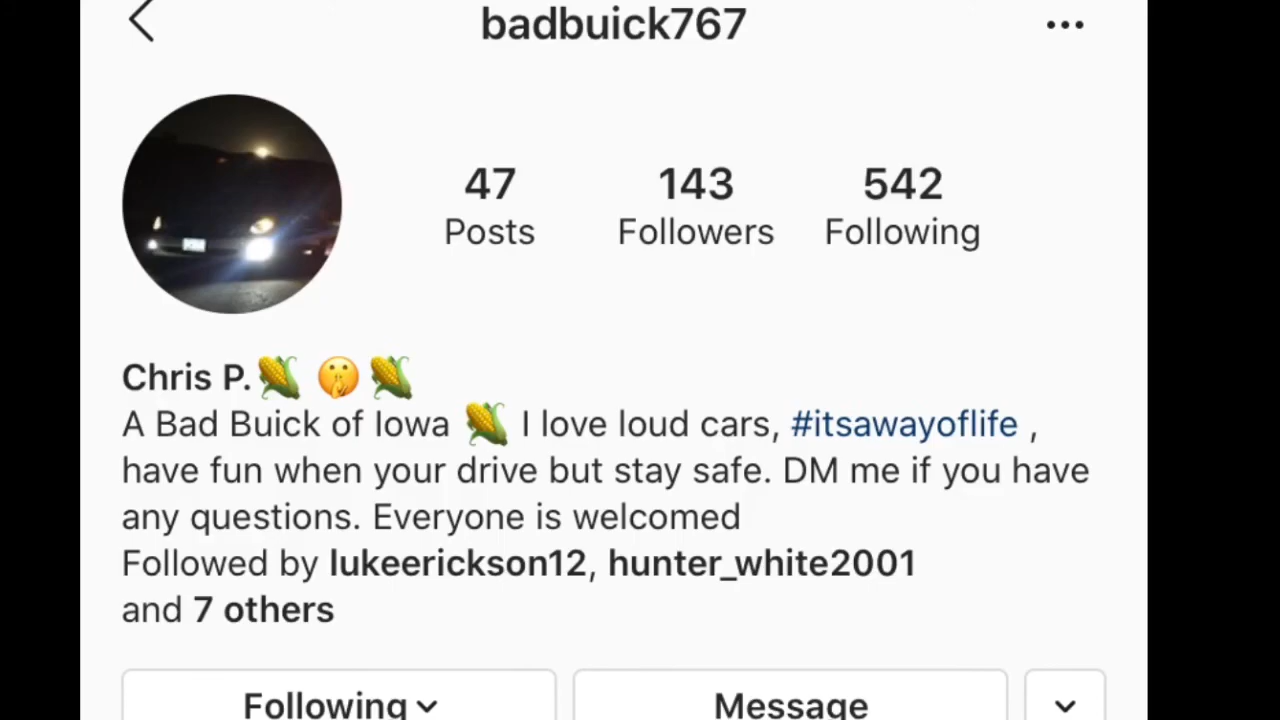 badbuick767
47 143 542
Posts Followers Following
Chris P.🌽 🤫 🌽
A Bad Buick of Iowa 🌽 I love loud cars, #itsawayoflife ,
have fun when your drive but stay safe. DM me if you have
any questions. Everyone is welcomed
Followed by lukeerickson12, hunter_white2001
and 7 others
Following Message